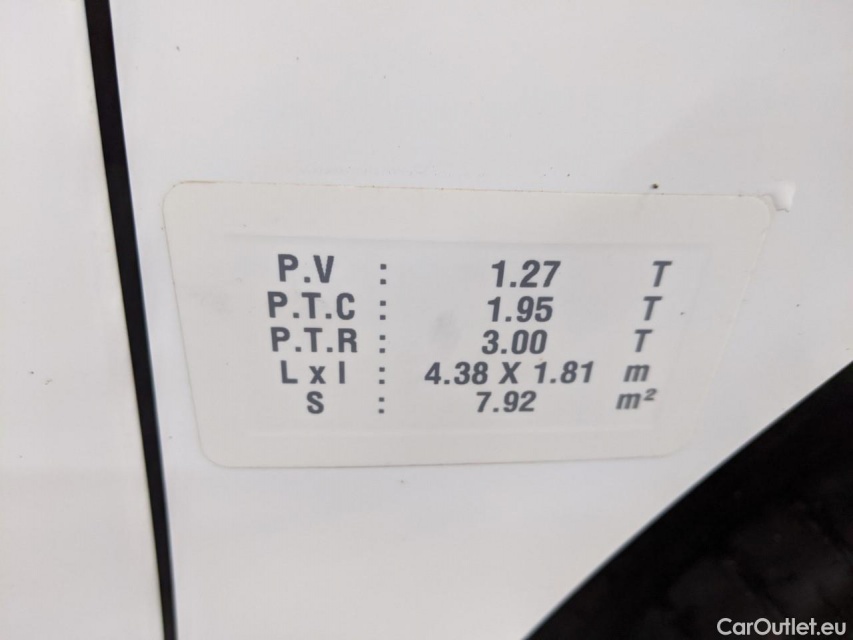 P.V : 1.27 T
P.T.C : 1.95 T
P.T.R : 3.00 T
L x l : 4.38 X 1.81 m
S : 7.92 m²
CarOutlet.eu